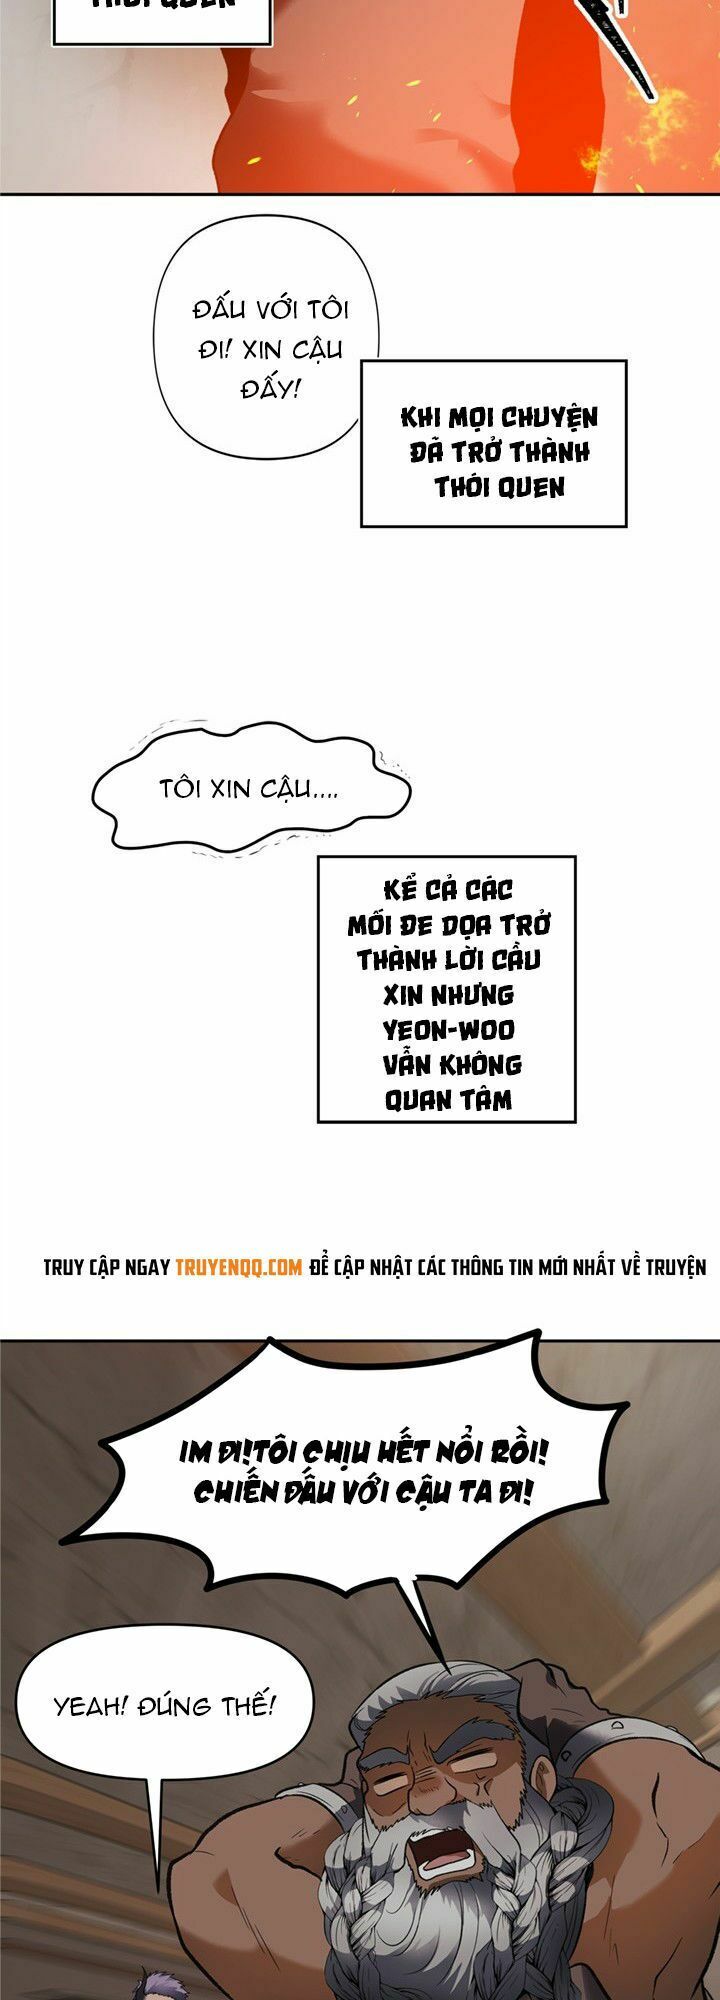 THÓI QUEN
ĐẤU VỚI TÔI
ĐI! XIN CẬU
ĐẤY!
KHI MỌI CHUYỆN
ĐÃ TRỞ THÀNH
THÓI QUEN
TÔI XIN CẬU....
KỂ CẢ CÁC
MỐI ĐE DỌA TRỞ
THÀNH LỜI CẦU
XIN NHƯNG
YEON-WOO
VẪN KHÔNG
QUAN TÂM
TRUY CẬP NGAY TRUYENQQ.COM ĐỂ CẬP NHẬT CÁC THÔNG TIN MỚI NHẤT VỀ TRUYỆN
IM ĐI!TÔI CHỊU HẾT NỔI RỒI!
CHIẾN ĐẤU VỚI CẬU TA ĐI!
YEAH! ĐÚNG THẾ!